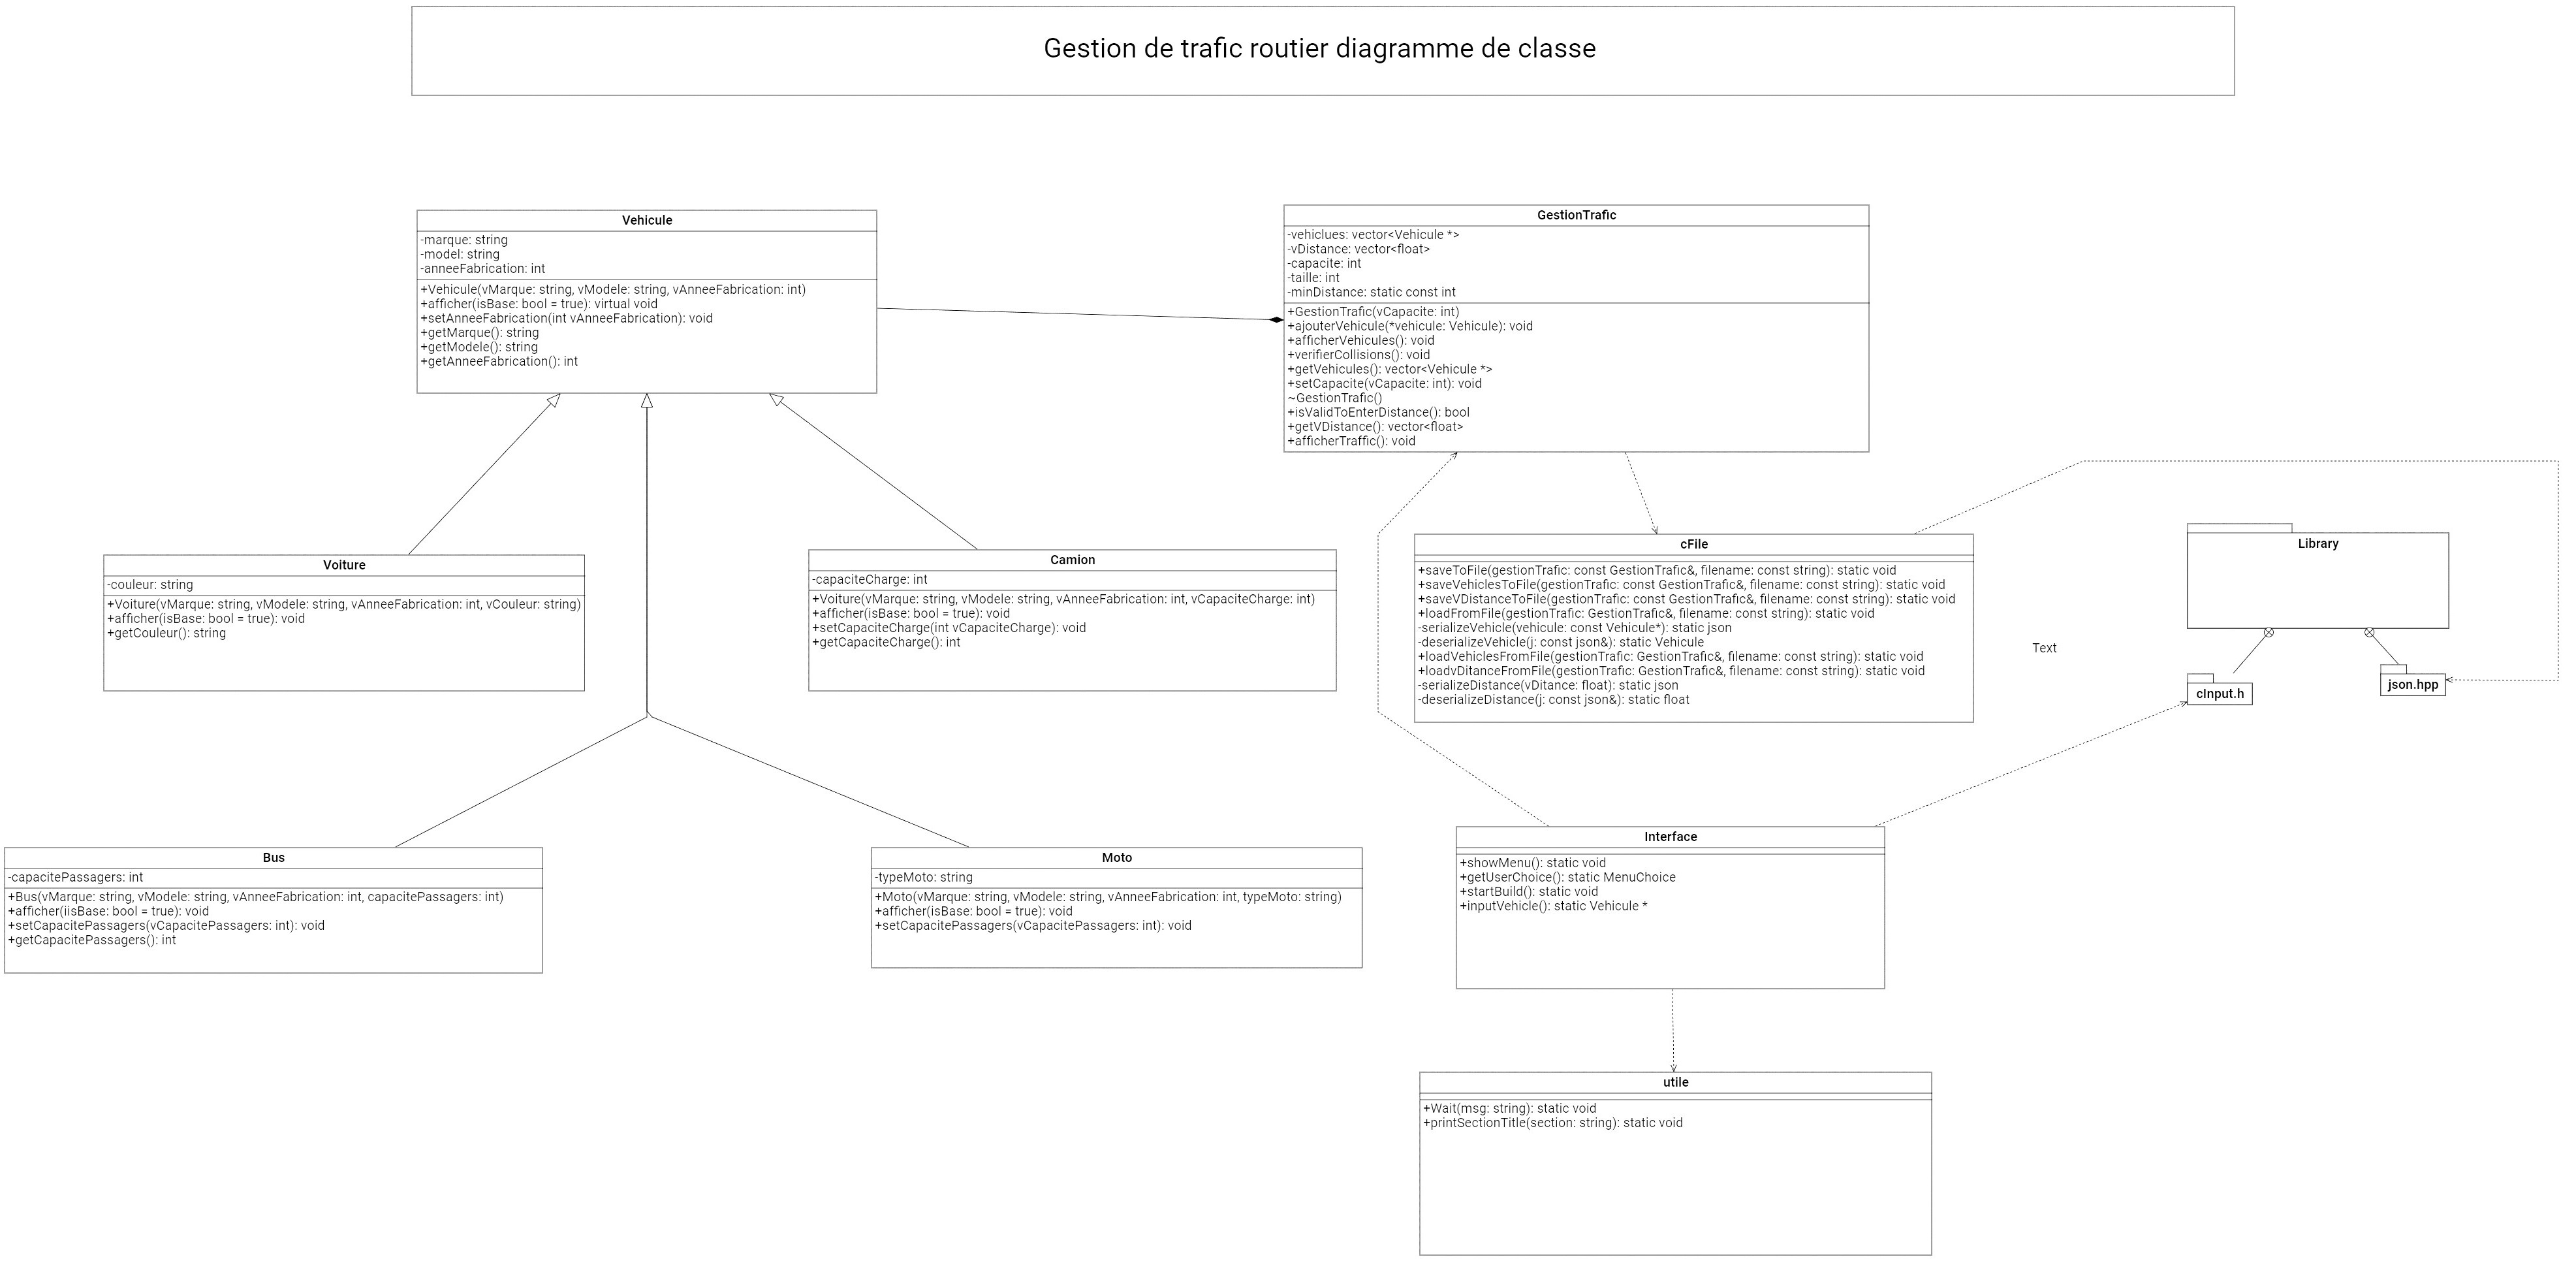 Gestion de trafic routier diagramme de classe
Vehicule
-marque: string
-model: string
-anneeFabrication: int
+Vehicule(vMarque: string, vModele: string, vAnneeFabrication: int)
+afficher(isBase: bool = true): virtual void
+setAnneeFabrication(int vAnneeFabrication): void
+getMarque(): string
+getModele(): string
+getAnneeFabrication(): int
GestionTrafic
-vehiclues: vector<Vehicule *>
-vDistance: vector<float>
-capacite: int
-taille: int
-minDistance: static const int
+GestionTrafic(vCapacite: int)
+ajouterVehicule(*vehicule: Vehicule): void
+afficherVehicules(): void
+verifierCollisions(): void
+getVehicules(): vector<Vehicule *>
+setCapacite(vCapacite: int): void
~GestionTrafic()
+isValidToEnterDistance(): bool
+getVDistance(): vector<float>
+afficherTraffic(): void
Voiture
-couleur: string
+Voiture(vMarque: string, vModele: string, vAnneeFabrication: int, vCouleur: string)
+afficher(isBase: bool = true): void
+getCouleur(): string
Camion
-capaciteCharge: int
+Voiture(vMarque: string, vModele: string, vAnneeFabrication: int, vCapaciteCharge: int)
+afficher(isBase: bool = true): void
+setCapaciteCharge(int vCapaciteCharge): void
+getCapaciteCharge(): int
cFile
+saveToFile(gestionTrafic: const GestionTrafic&, filename: const string): static void
+saveVehiclesToFile(gestionTrafic: const GestionTrafic&, filename: const string): static void
+saveVDistanceToFile(gestionTrafic: const GestionTrafic&, filename: const string): static void
+loadFromFile(gestionTrafic: GestionTrafic&, filename: const string): static void
-serializeVehicle(vehicule: const Vehicule*): static json
-deserializeVehicle(j: const json&): static Vehicule
+loadVehiclesFromFile(gestionTrafic: GestionTrafic&, filename: const string): static void
+loadvDitanceFromFile(gestionTrafic: GestionTrafic&, filename: const string): static void
-serializeDistance(vDitance: float): static json
-deserializeDistance(j: const json&): static float
Text
Library
cInput.h
json.hpp
Bus
-capacitePassagers: int
+Bus(vMarque: string, vModele: string, vAnneeFabrication: int, capacitePassagers: int)
+afficher(iisBase: bool = true): void
+setCapacitePassagers(vCapacitePassagers: int): void
+getCapacitePassagers(): int
Moto
-typeMoto: string
+Moto(vMarque: string, vModele: string, vAnneeFabrication: int, typeMoto: string)
+afficher(isBase: bool = true): void
+setCapacitePassagers(vCapacitePassagers: int): void
Interface
+showMenu(): static void
+getUserChoice(): static MenuChoice
+startBuild(): static void
+inputVehicle(): static Vehicule *
utile
+Wait(msg: string): static void
+printSectionTitle(section: string): static void